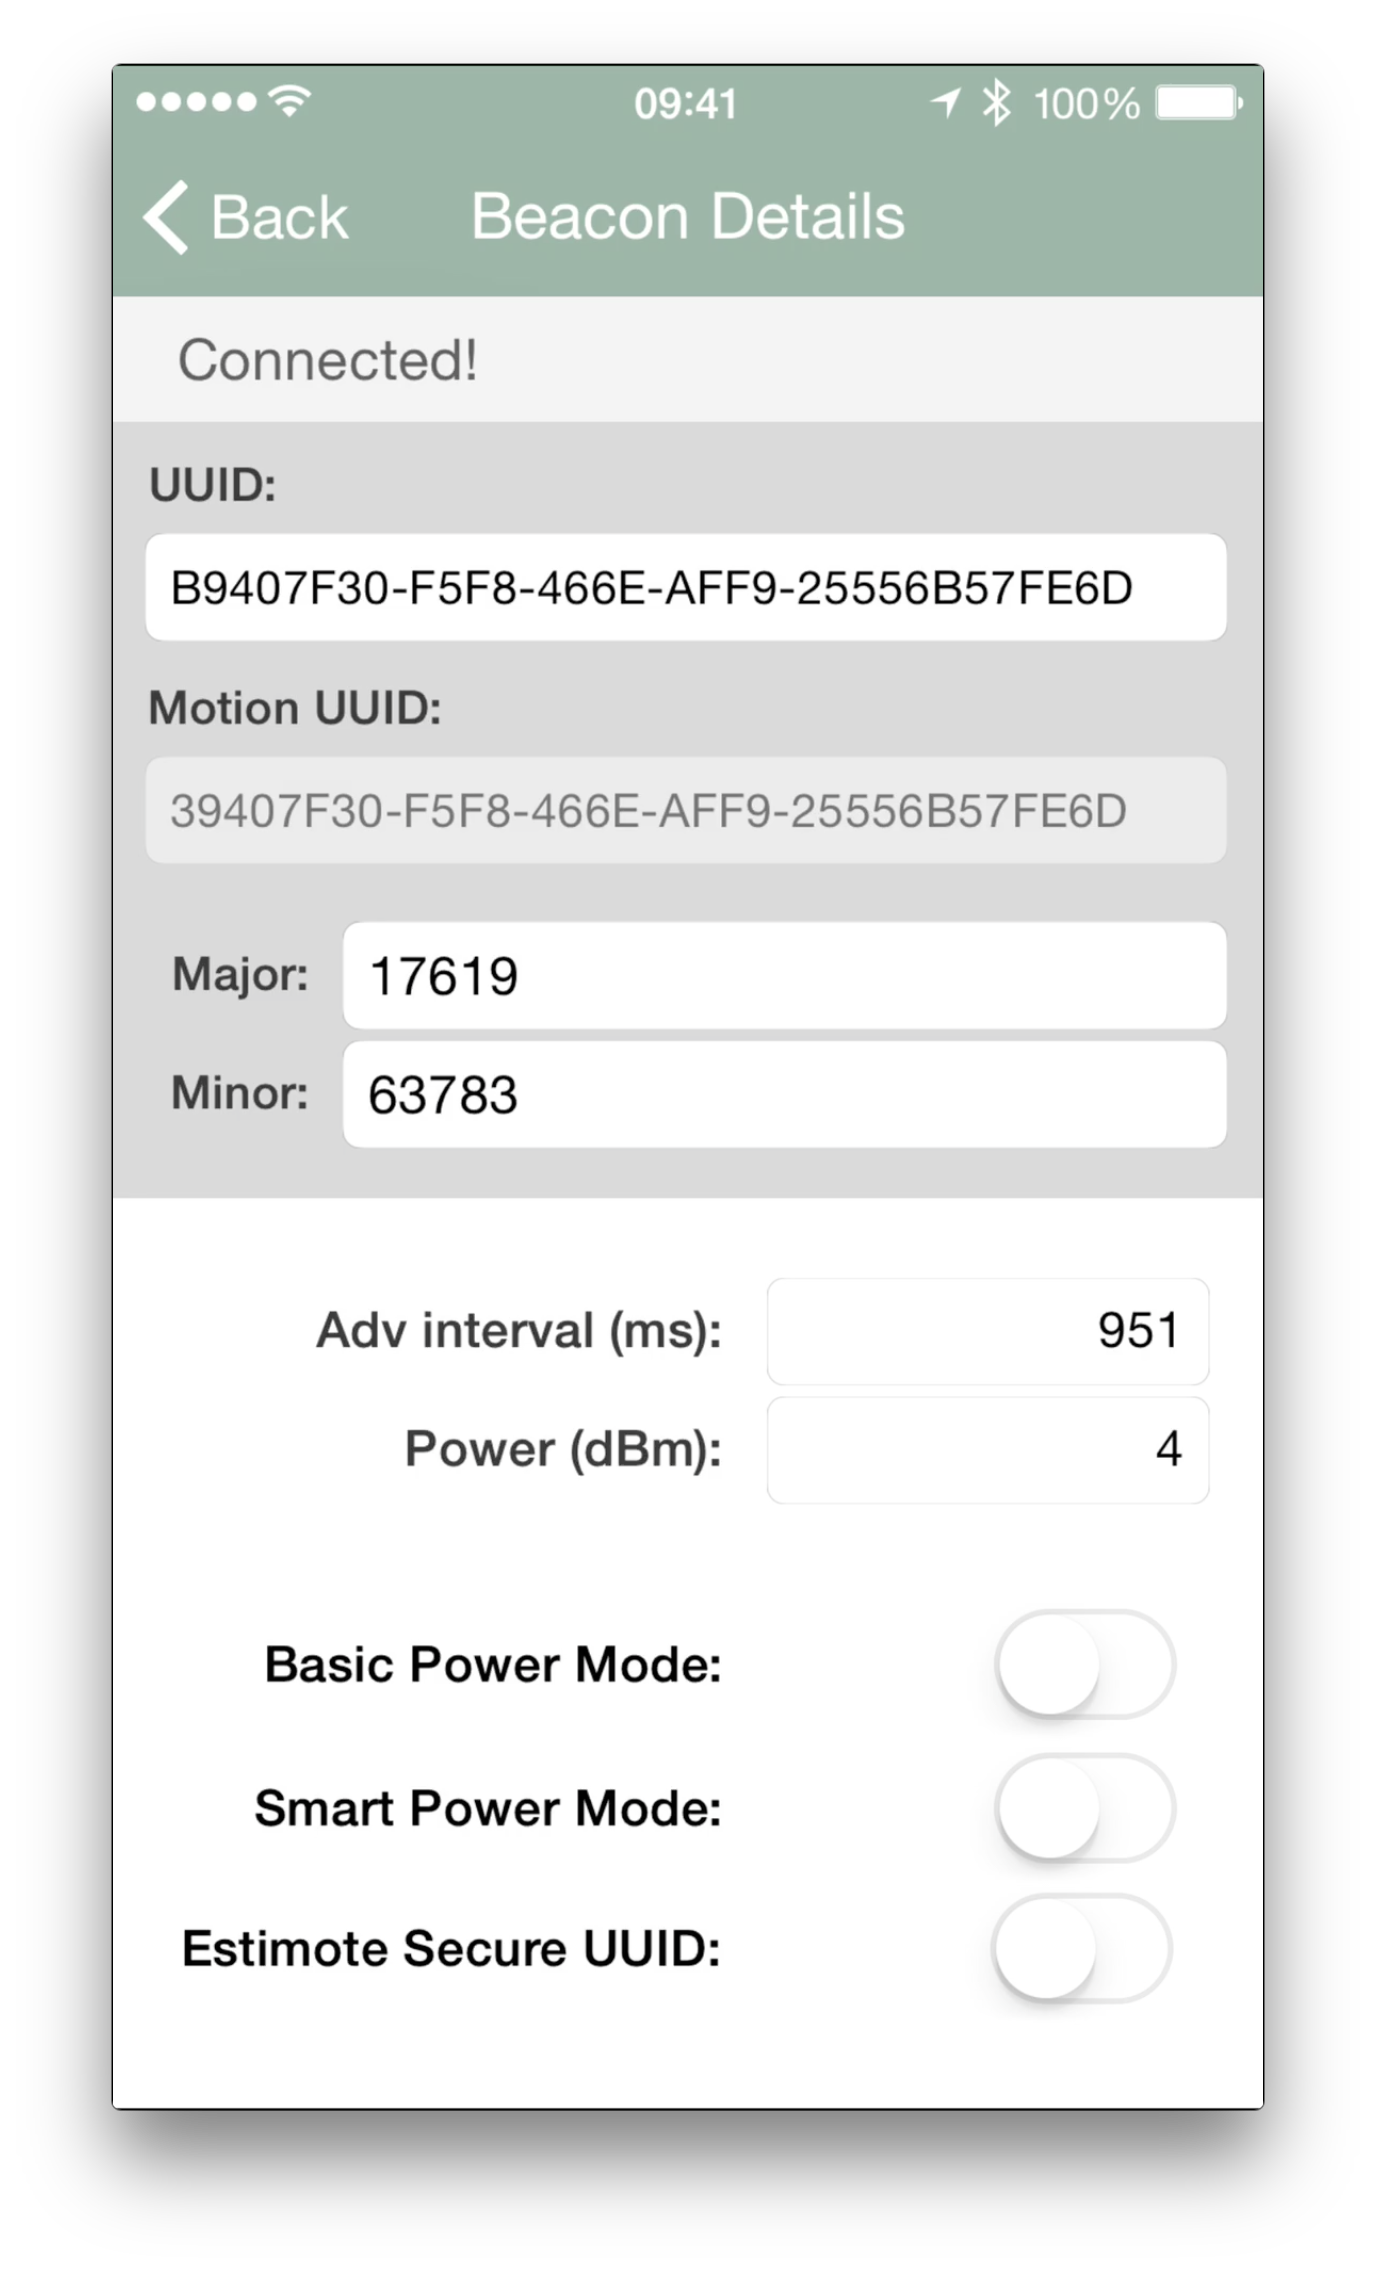 09:41 100%
Back Beacon Details
Connected!
UUID:
B9407F30-F5F8-466E-AFF9-25556B57FE6D
Motion UUID:
39407F30-F5F8-466E-AFF9-25556B57FE6D
Major: 17619
Minor: 63783
Adv interval (ms): 951
Power (dBm): 4
Basic Power Mode:
Smart Power Mode:
Estimote Secure UUID: